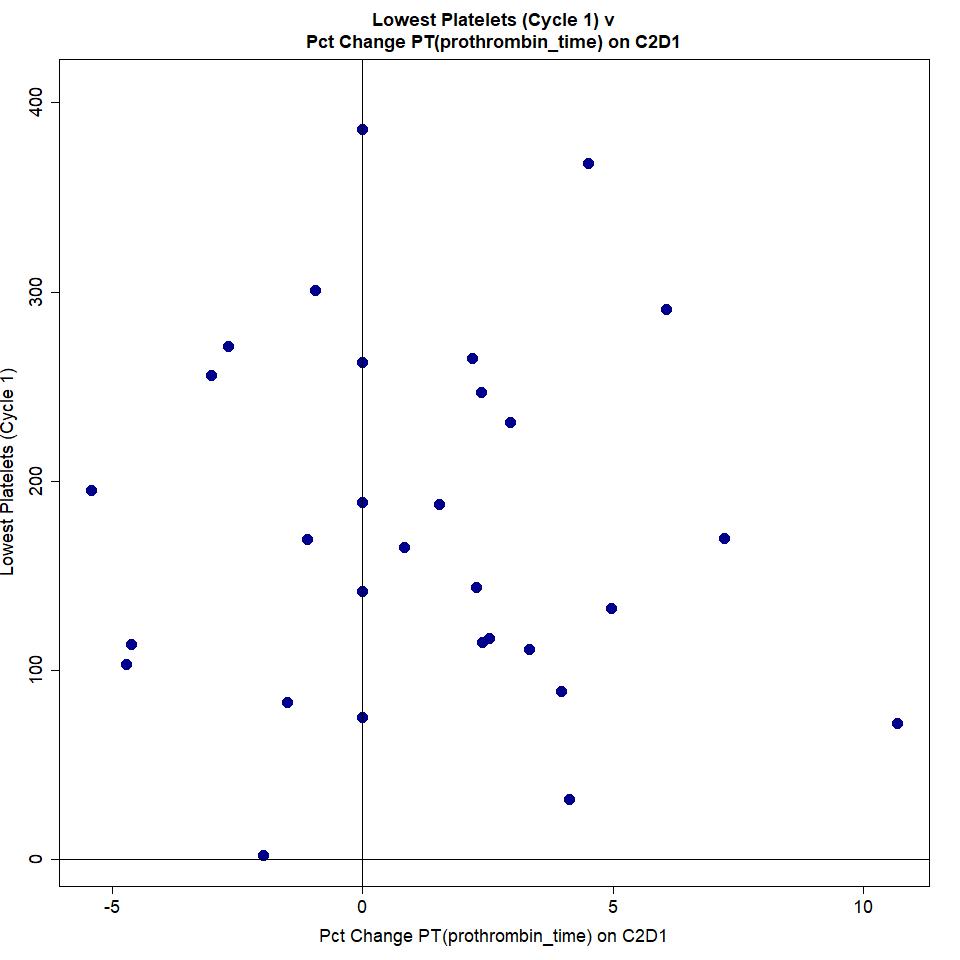 Lowest Platelets (Cycle 1) v
Pct Change PT(prothrombin_time) on C2D1
400
300
200
100
0
Lowest Platelets (Cycle 1)
-5
0
5
10
Pct Change PT(prothrombin_time) on C2D1